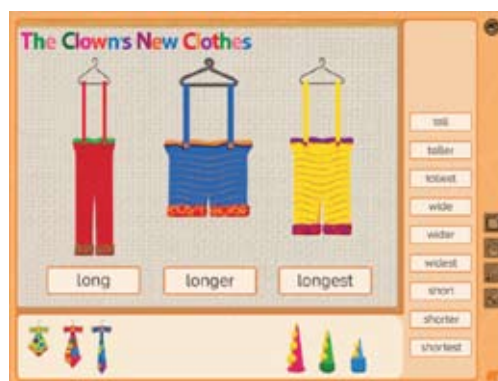 The Clown's New Clothes
long
longer
longest
tall
taller
tallest
wide
wider
widest
short
shorter
shortest